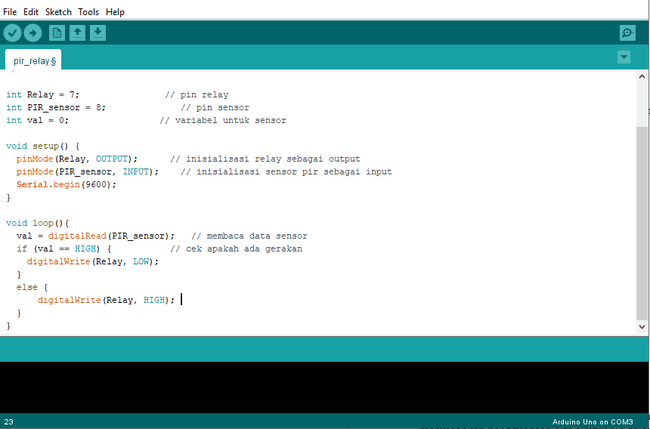 File Edit Sketch Tools Help
pir_relay §
int Relay = 7; // pin relay
int PIR_sensor = 8; // pin sensor
int val = 0; // variabel untuk sensor
void setup() {
pinMode(Relay, OUTPUT); // inisialisasi relay sebagai output
pinMode(PIR_sensor, INPUT); // inisialisasi sensor pir sebagai input
Serial.begin(9600);
}
void loop(){
val = digitalRead(PIR_sensor); // membaca data sensor
if (val == HIGH) { // cek apakah ada gerakan
digitalWrite(Relay, LOW);
}
else {
digitalWrite(Relay, HIGH);
}
}
23 Arduino Uno on COM3